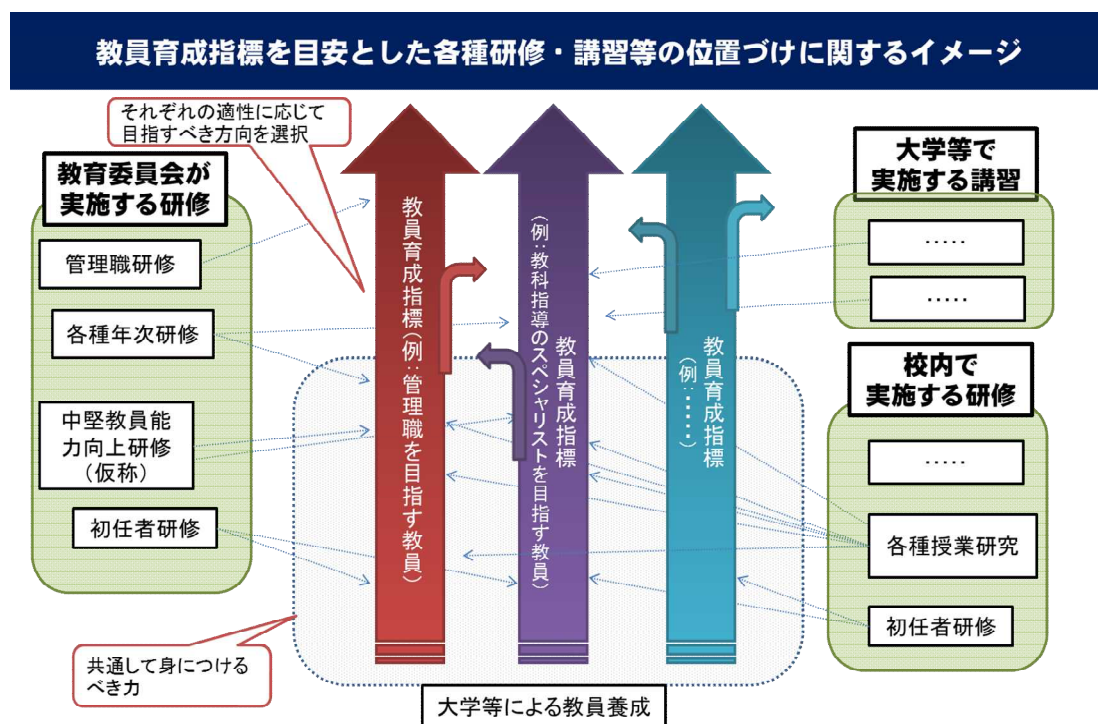 教員育成指標を目安とした各種研修・講習等の位置づけに関するイメージ
それぞれの適性に応じて
目指すべき方向を選択
教育委員会が
実施する研修
管理職研修
各種年次研修
中堅教員能
力向上研修
(仮称)
初任者研修
共通して身につける
べき力
教員育成指標(例:管理職を目指す教員)
教員育成指標
(例:教科指導のスペシャリストを目指す教員)
教員育成指標
(例:‥‥‥)
大学等で
実施する講習
‥‥‥
‥‥‥
校内で
実施する研修
‥‥‥
各種授業研究
初任者研修
大学等による教員養成